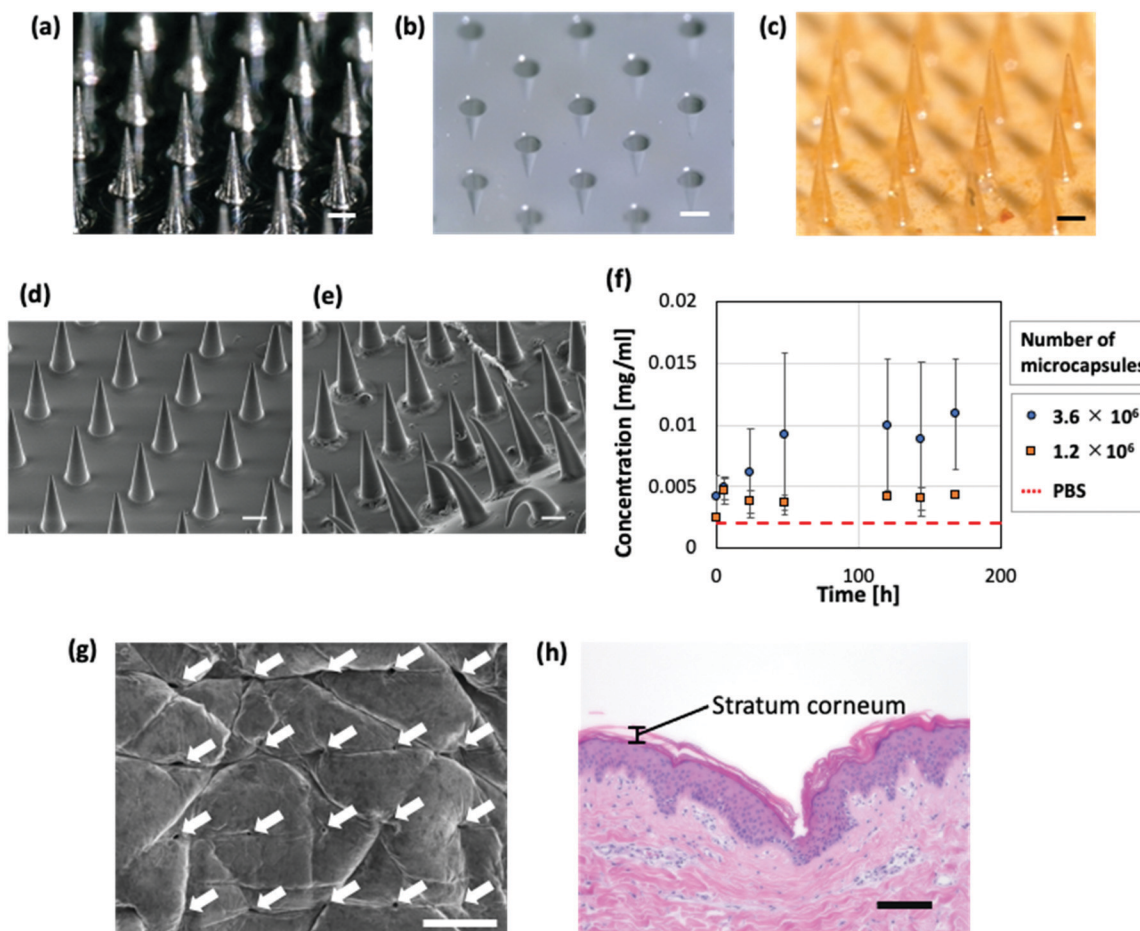 (a)
(b)
(c)
(d)
(e)
(f)
0.02
0.015
0.01
0.005
0
Concentration [mg/ml]
0
100
200
Time [h]
Number of
microcapsules
3.6 × 10⁶
1.2 × 10⁶
PBS
(g)
(h)
Stratum corneum